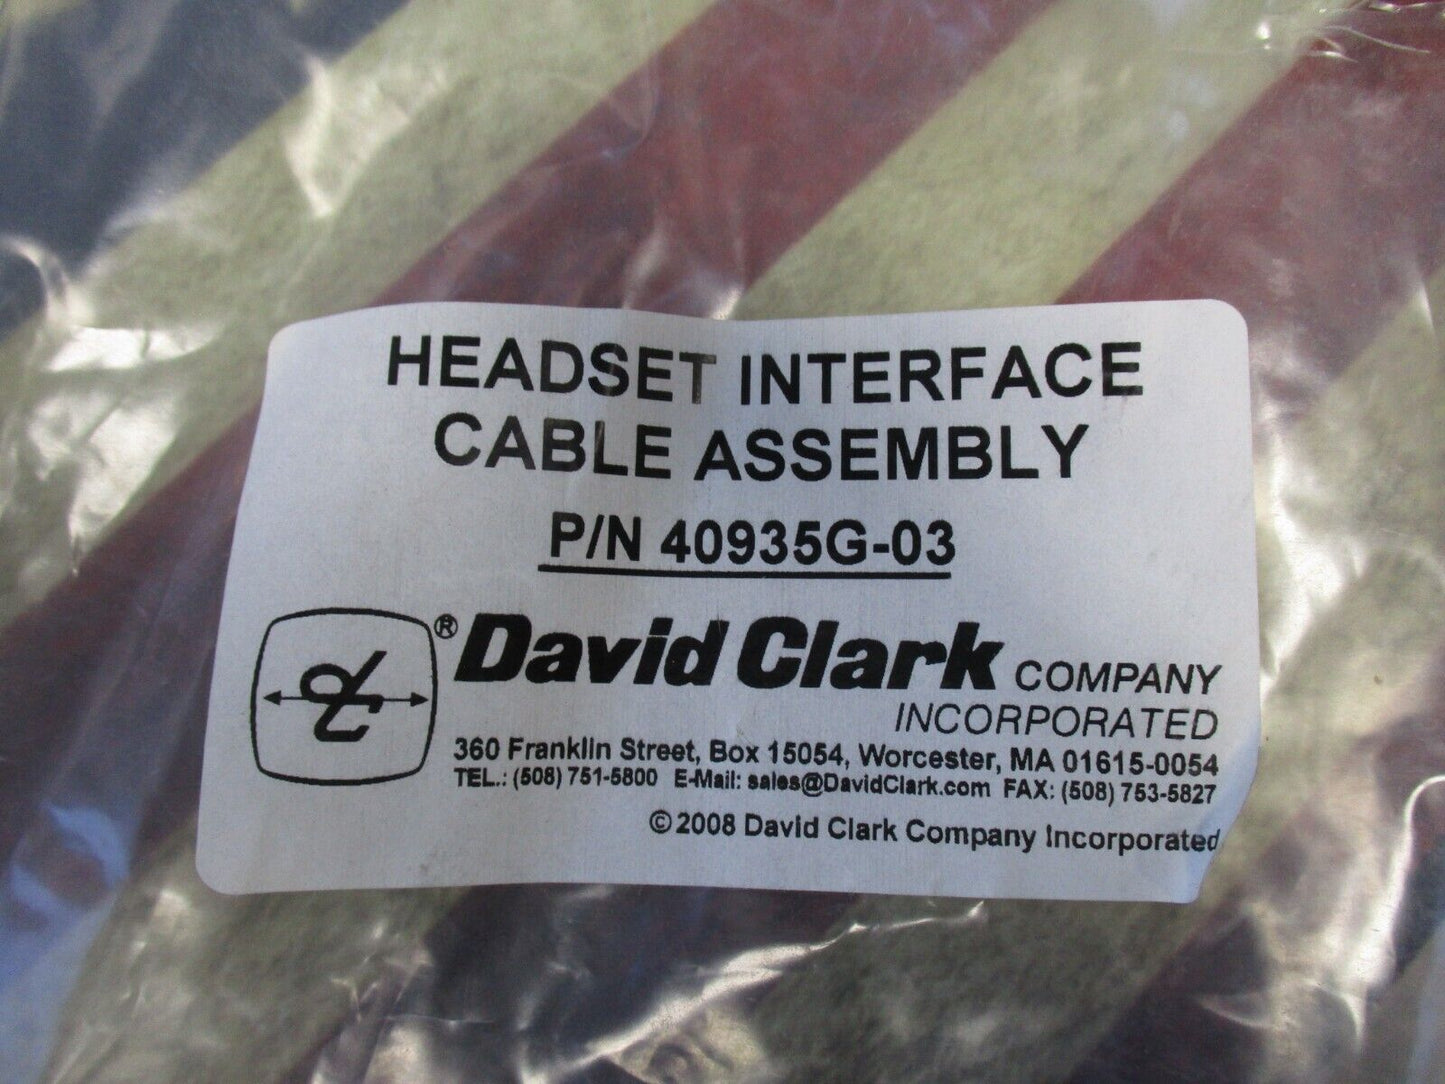 HEADSET INTERFACE
CABLE ASSEMBLY
P/N 40935G-03
® David Clark COMPANY
INCORPORATED
360 Franklin Street, Box 15054, Worcester, MA 01615-0054
TEL.: (508) 751-5800 E-Mail: sales@DavidClark.com FAX: (508) 753-5827
©2008 David Clark Company Incorporated